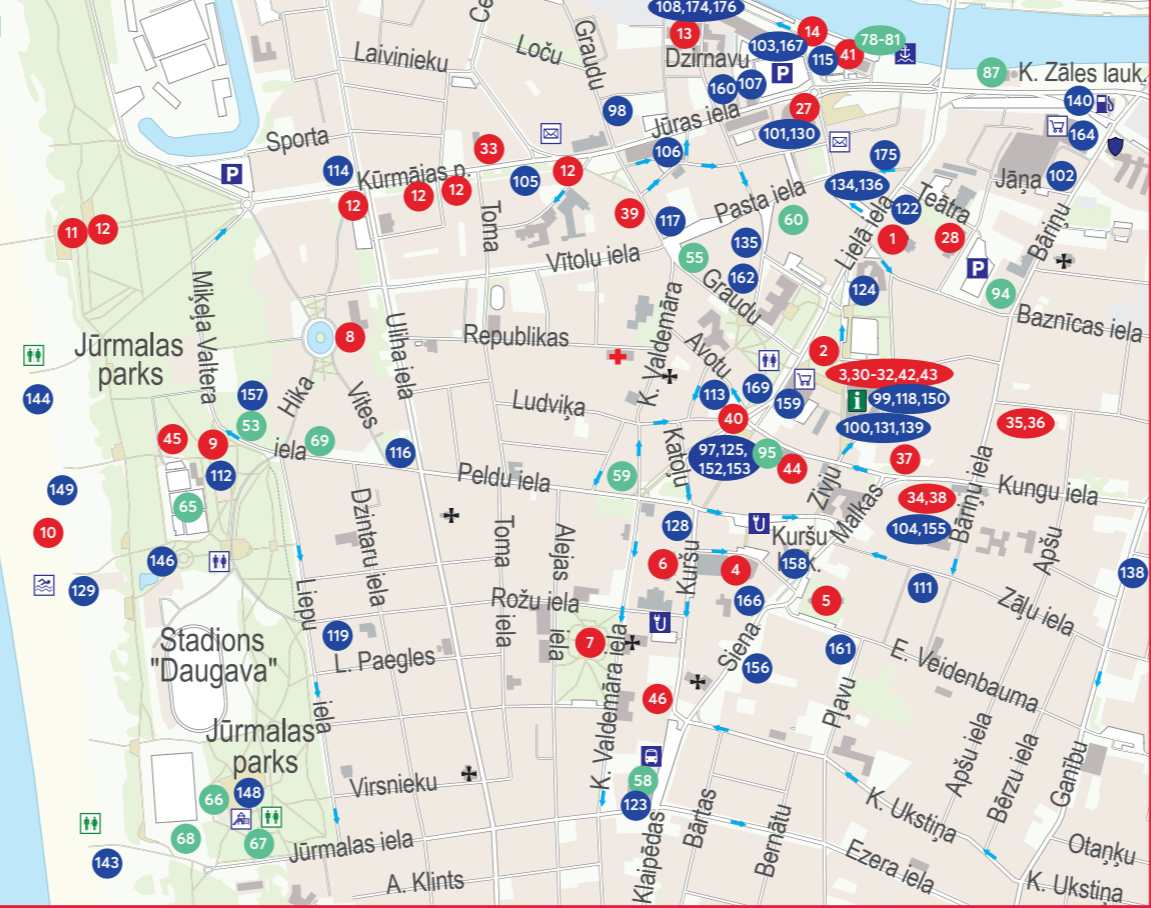 108,174,176
Ce
13
14
78-81
Laivinieku
Loču
Graudu
Dzirnavu
103,167
115
41
P
87
K. Zāles lauk.
160
107
140
98
27
Jūras iela
101,130
164
Sporta
33
106
175
P
114
Kūrmājas p.
105
12
134,136
Jāņa
102
12
12
12
39
117
Pasta iela
60
122
Teātra
11
12
Toma
135
Lielā iela
1
28
Bāriņu
Vītolu iela
55
162
Graudu
P
124
94
Miķeļa Valtera
Uliha iela
K. Valdemāra
Baznīcas iela
8
Republikas
Avotu
2
Jūrmalas
parks
3,30-32,42,43
144
157
Hika
Vites
Ludviķa
113
169
159
i
99,118,150
53
40
100,131,139
35,36
45
9
iela
69
116
Katoļu
97,125,
152,153
95
44
37
112
Peldu iela
59
Zivju
Malkas
Bāriņu iela
Kungu iela
149
65
34,38
10
Dzintaru iela
Toma
iela
Alejas
iela
128
Kuršu
k.
104,155
Apšu
146
6
Kuršu
4
158
138
129
Liepu
iela
Rožu iela
166
5
111
Zāļu iela
Stadions
"Daugava"
119
L. Paegles
7
Siena
156
161
E. Veidenbauma
46
K. Valdemāra iela
Pļavu
Jūrmalas
parks
Apšu iela
Bērzu iela
Ganību
Virsnieku
66
148
58
123
K. Ukstiņa
68
67
Jūrmalas iela
Bārtas
Bernātu
Otaņķu
143
A. Klints
Klaipēdas
Ezera iela
K. Ukstiņa